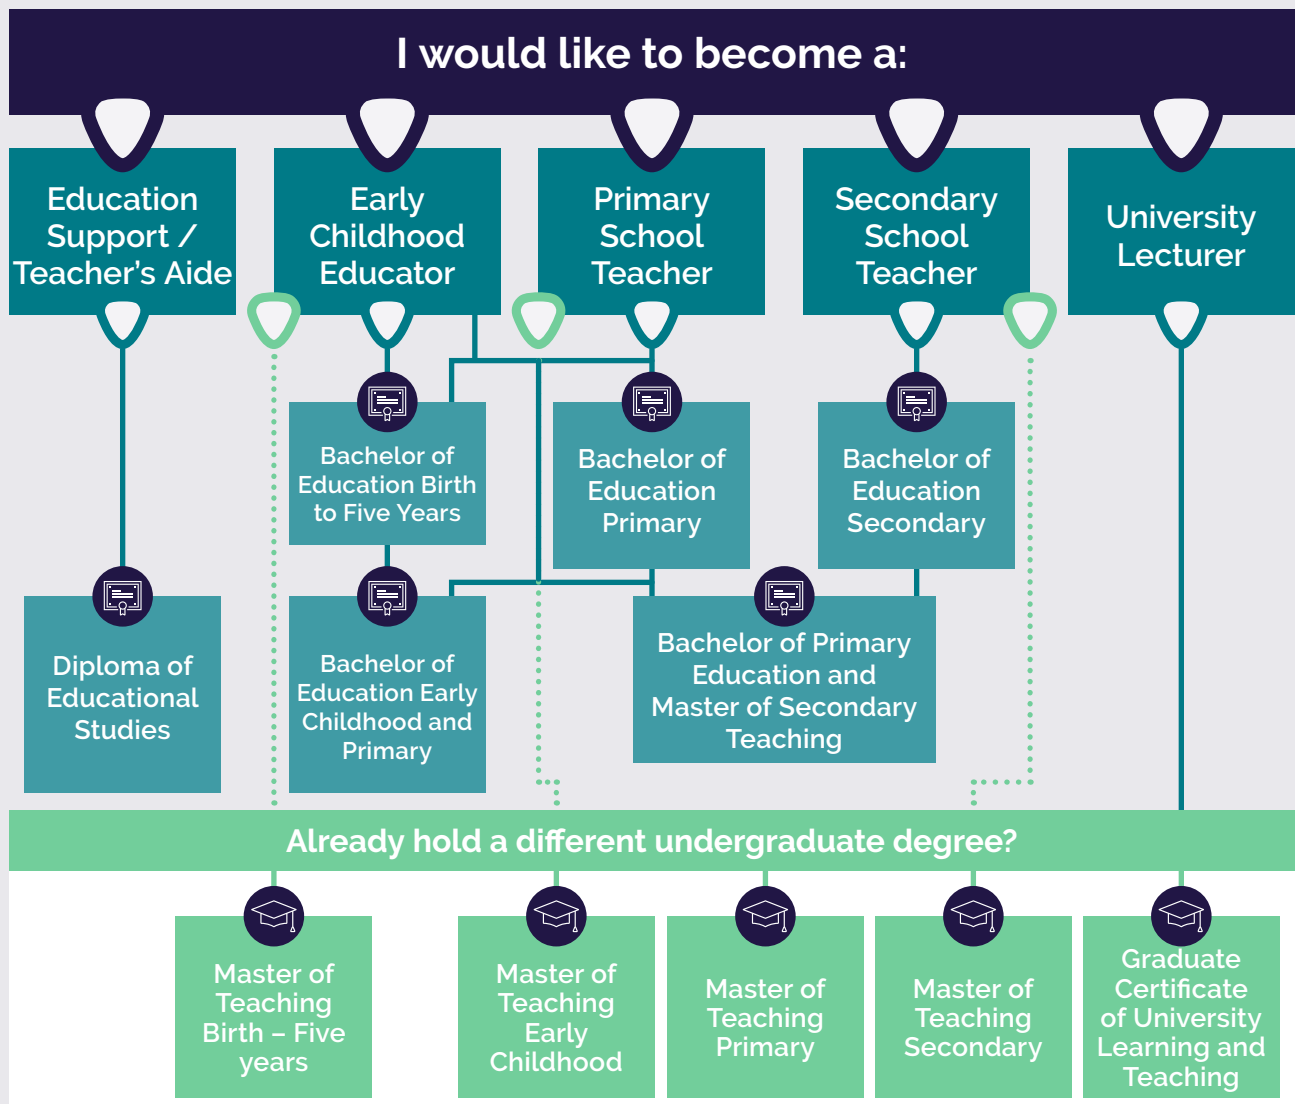 I would like to become a:
Education
Support /
Teacher's Aide
Early
Childhood
Educator
Primary
School
Teacher
Secondary
School
Teacher
University
Lecturer
Bachelor of
Education Birth
to Five Years
Bachelor of
Education
Primary
Bachelor of
Education
Secondary
Diploma of
Educational
Studies
Bachelor of
Education Early
Childhood and
Primary
Bachelor of Primary
Education and
Master of Secondary
Teaching
Already hold a different undergraduate degree?
Master of
Teaching
Birth – Five
years
Master of
Teaching
Early
Childhood
Master of
Teaching
Primary
Master of
Teaching
Secondary
Graduate
Certificate
of University
Learning and
Teaching